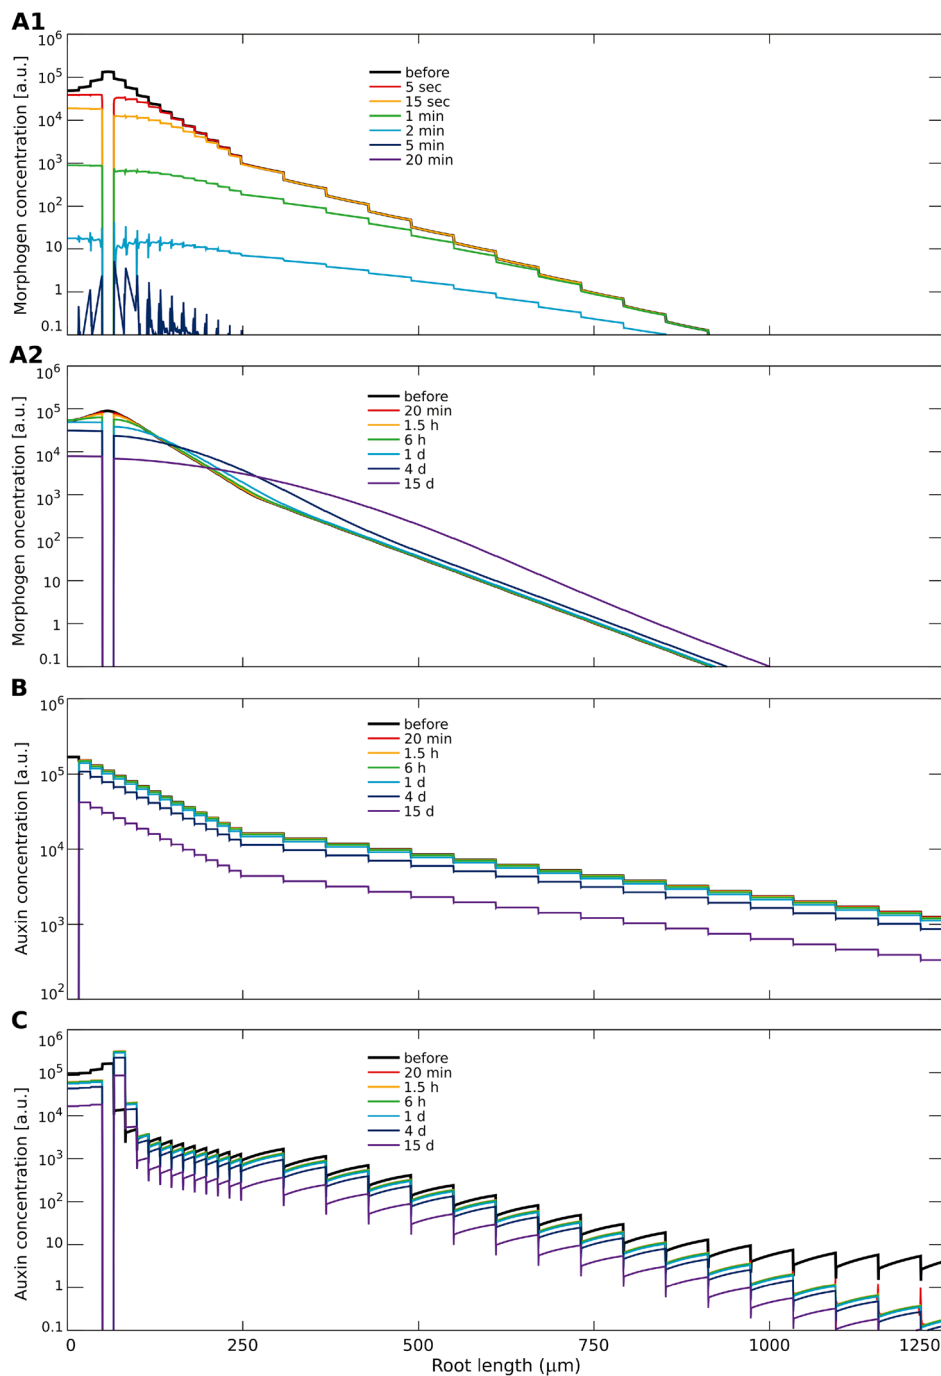 A1
10^6
10^5
10^4
10^3
10^2
10
1
0.1
Morphogen concentration [a.u.]
before
5 sec
15 sec
1 min
2 min
5 min
20 min
A2
10^6
10^5
10^4
10^3
10^2
10
1
0.1
Morphogen oncentration [a.u.]
before
20 min
1.5 h
6 h
1 d
4 d
15 d
B
10^6
10^5
10^4
10^3
10^2
Auxin concentration [a.u.]
before
20 min
1.5 h
6 h
1 d
4 d
15 d
C
10^6
10^5
10^4
10^3
10^2
10
1
0.1
Auxin concentration [a.u.]
before
20 min
1.5 h
6 h
1 d
4 d
15 d
0 250 500 750 1000 1250
Root length (μm)